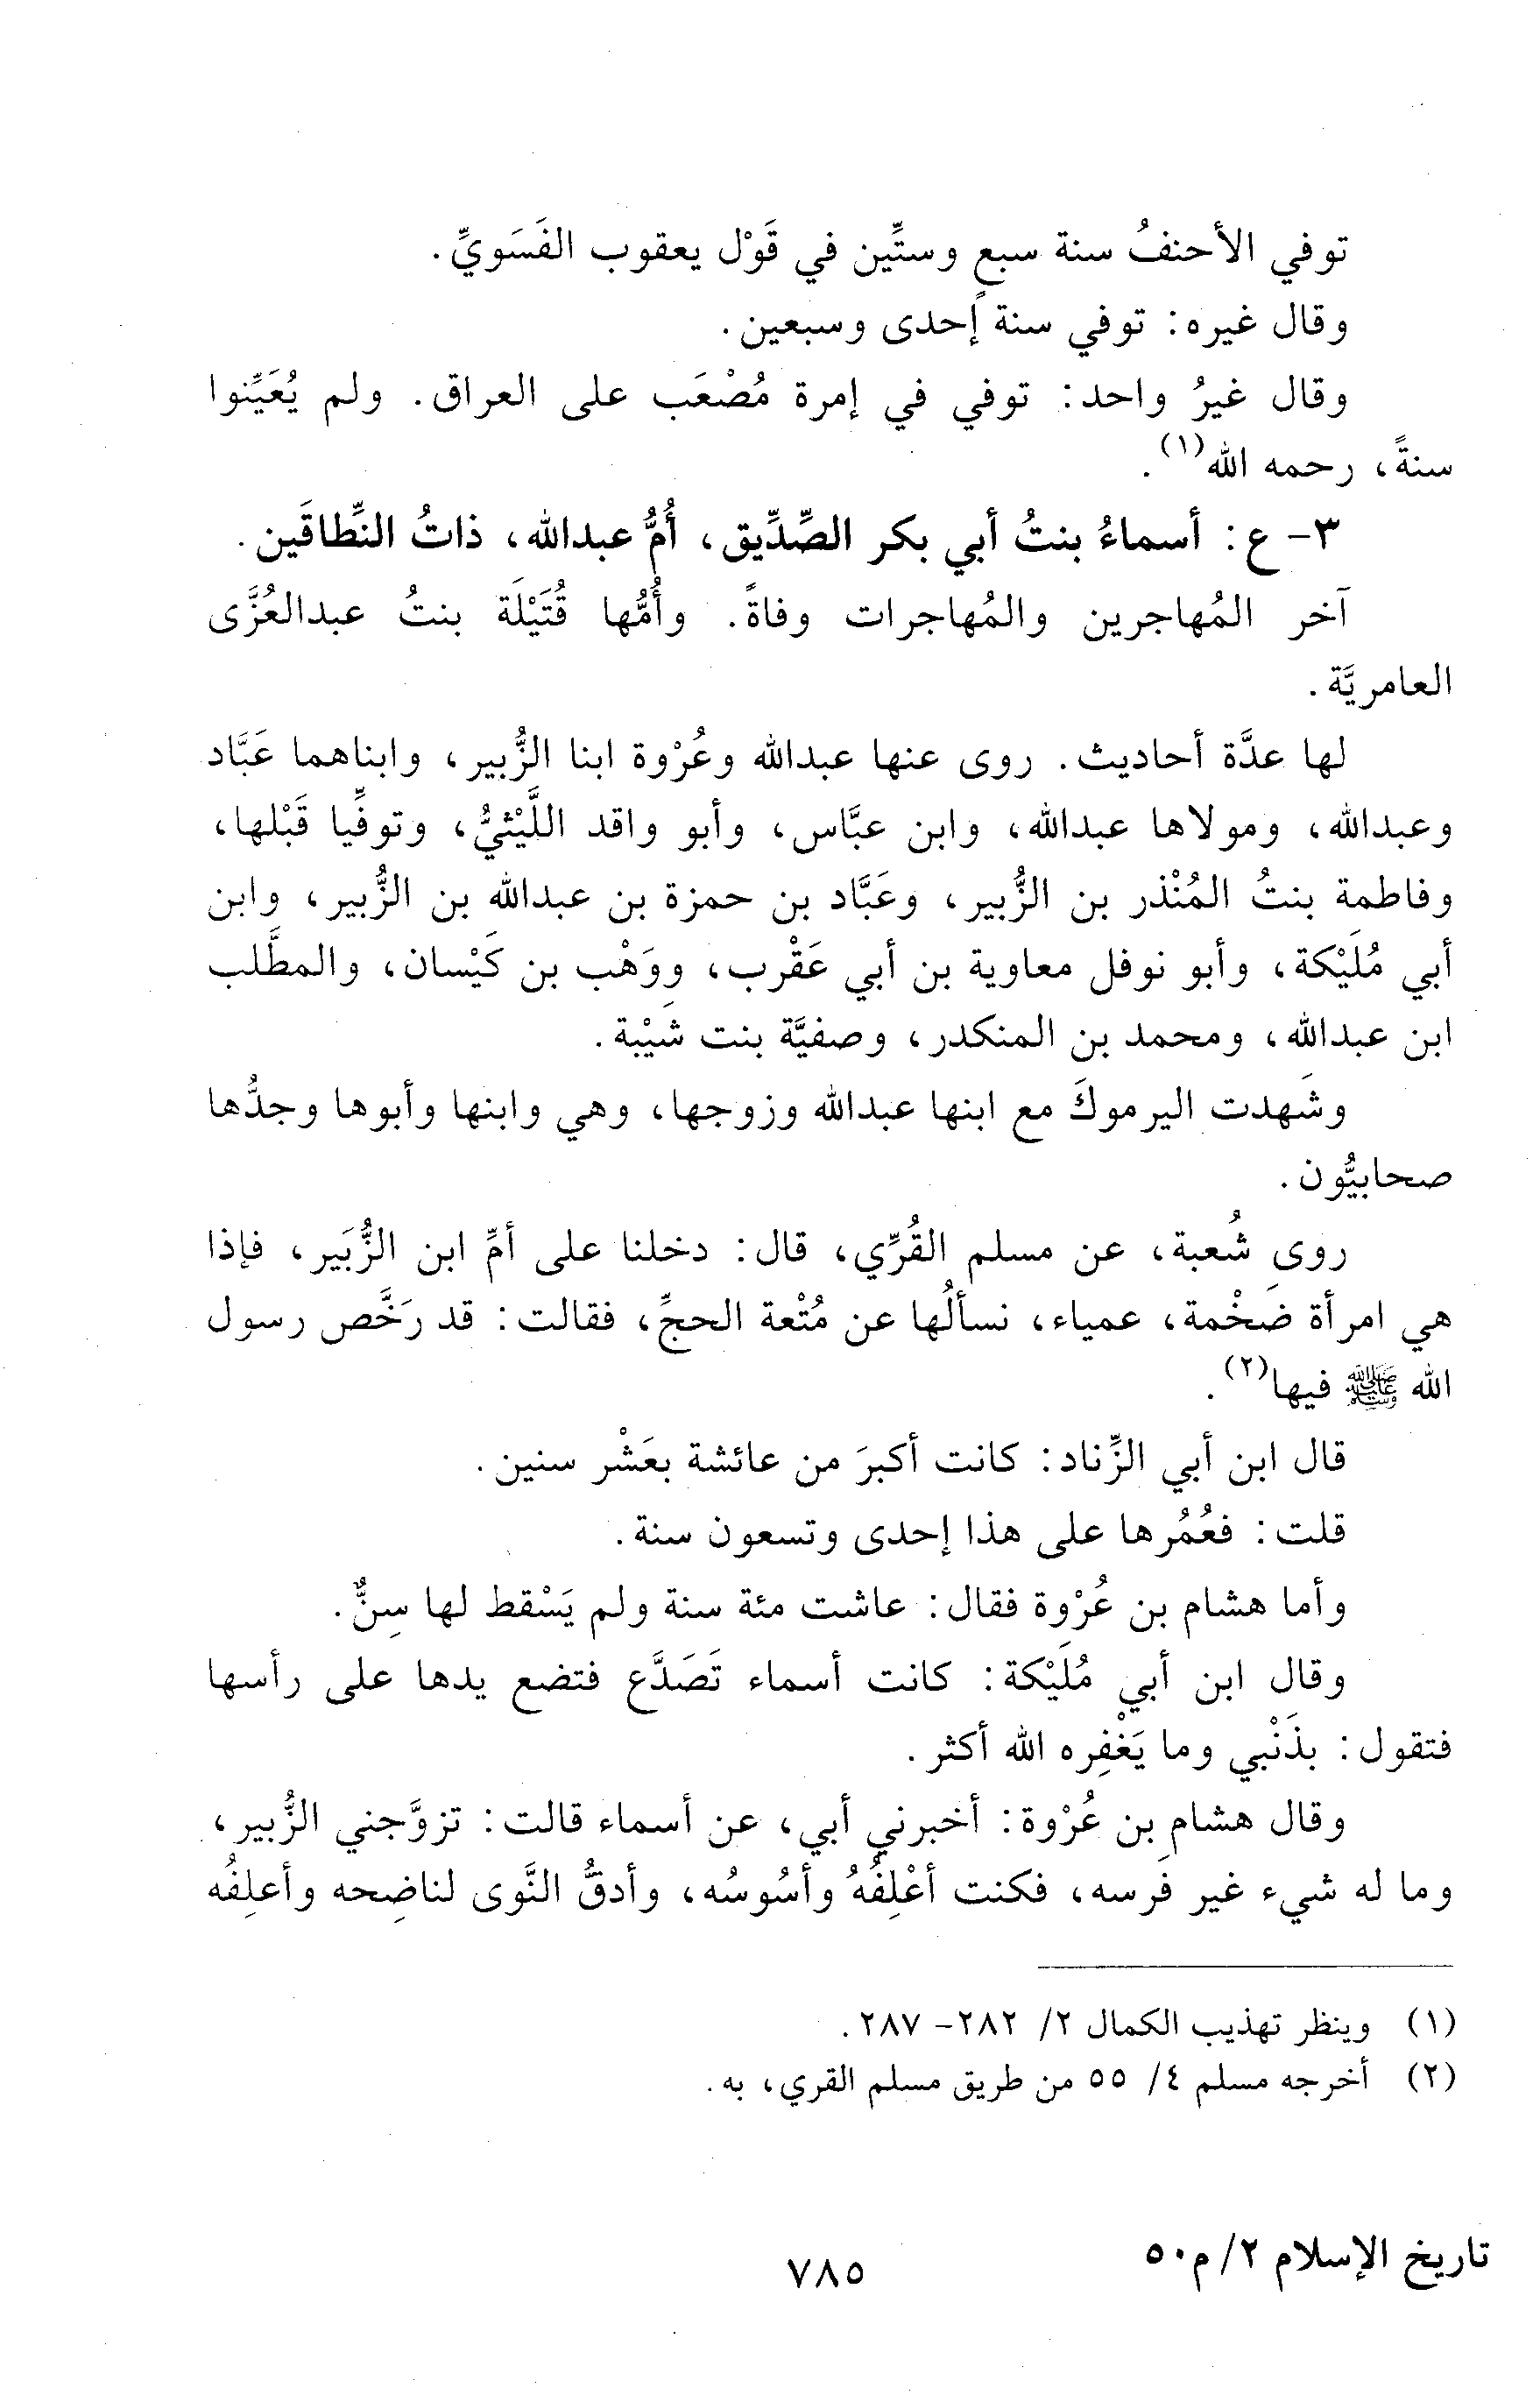 توفي الأحنفُ سنة سبعٍ وستِّين في قَوْل يعقوب الفَسَويِّ.
وقال غيره: توفي سنة إحدى وسبعين.
وقال غيرُ واحد: توفي في إمرة مُصْعَب على العراق. ولم يُعَيِّنوا
سنةً، رحمه الله(١).
٣- ع: أسماءُ بنتُ أبي بكر الصِّدِّيق، أُمُّ عبدالله، ذاتُ النِّطاقَين.
آخر المُهاجرين والمُهاجرات وفاةً. وأُمُّها قُتَيْلَة بنتُ عبدالعُزَّى
العامريَّة.
لها عدَّة أحاديث. روى عنها عبدالله وعُرْوة ابنا الزُّبير، وابناهما عَبَّاد
وعبدالله، ومولاها عبدالله، وابن عبَّاس، وأبو واقد اللَّيْثيُّ، وتوفِّيا قَبْلها،
وفاطمة بنتُ المُنْذر بن الزُّبير، وعَبَّاد بن حمزة بن عبدالله بن الزُّبير، وابن
أبي مُلَيْكة، وأبو نوفل معاوية بن أبي عَقْرب، ووَهْب بن كَيْسان، والمطَّلب
ابن عبدالله، ومحمد بن المنكدر، وصفيَّة بنت شَيْبة.
وشَهدت اليرموكَ مع ابنها عبدالله وزوجها، وهي وابنها وأبوها وجدُّها
صحابيُّون.
روى شُعبة، عن مسلم القُرِّي، قال: دخلنا على أمِّ ابن الزُّبَير، فإذا
هي امرأة ضَخْمة، عمياء، نسألُها عن مُتْعة الحجِّ، فقالت: قد رَخَّص رسول
الله ﷺ فيها(٢).
قال ابن أبي الزِّناد: كانت أكبرَ من عائشة بعَشْر سنين.
قلت: فعُمُرها على هذا إحدى وتسعون سنة.
وأما هشام بن عُرْوة فقال: عاشت مئة سنة ولم يَسْقط لها سِنٌّ.
وقال ابن أبي مُلَيْكة: كانت أسماء تَصَدَّع فتضع يدها على رأسها
فتقول: بذَنْبي وما يَغْفِره الله أكثر.
وقال هشام بن عُرْوة: أخبرني أبي، عن أسماء قالت: تزوَّجني الزُّبير،
وما له شيء غير فَرسه، فكنت أعْلِفُهُ وأسُوسُه، وأدقُّ النَّوى لناضِحه وأعلِفُه
(١) وينظر تهذيب الكمال ٢/ ٢٨٢- ٢٨٧.
(٢) أخرجه مسلم ٤/ ٥٥ من طريق مسلم القري، به.
تاريخ الإسلام ٢/ م٥٠
٧٨٥